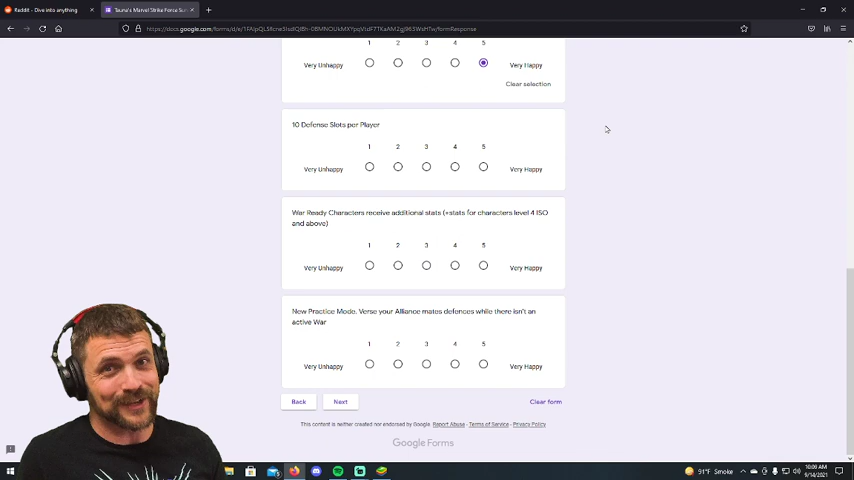 Reddit - Dive into anything
Tauna's Marvel Strike Force Sur
1 2 3 4 5
Very Unhappy Very Happy
Clear selection
10 Defense Slots per Player
1 2 3 4 5
Very Unhappy Very Happy
War Ready Characters receive additional stats (+stats for characters level 4 ISO
and above)
1 2 3 4 5
Very Unhappy Very Happy
New Practice Mode. Verse your Alliance mates defences while there isn't an
active War
1 2 3 4 5
Very Unhappy Very Happy
Back Next Clear form
This content is neither created nor endorsed by Google. Report Abuse - Terms of Service - Privacy Policy
Google Forms
91°F Smoke
10:06 AM
9/14/2021